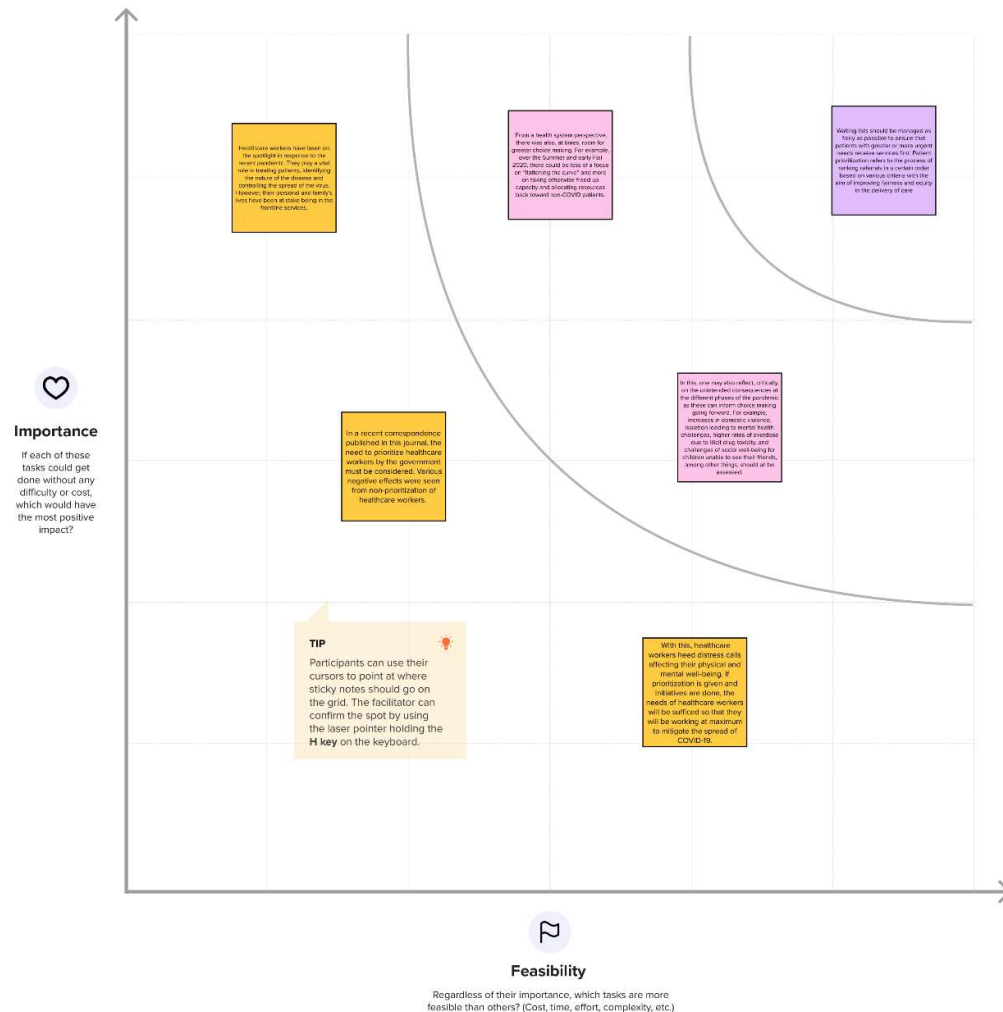 Healthcare workers have been on
the spotlight in response to the
recent pandemic. They play a vital
role in treating patients, identifying
the nature of the disease and
controlling the spread of the virus.
However, their personal and family's
lives have been at stake being in the
frontline services.
From a health system perspective,
there was also, at times, room for
greater choice making. For example,
over the Summer and early Fall
2020, there could be less of a focus
on "flattening the curve" and more
on taking otherwise freed up
capacity and allocating resources
back toward non-COVID patients.
Waiting lists should be managed as
fairly as possible to ensure that
patients with greater or more urgent
needs receive services first. Patient
prioritization refers to the process of
ranking referrals in a certain order
based on various criteria with the
aim of improving fairness and equity
in the delivery of care
Importance
If each of these
tasks could get
done without any
difficulty or cost,
which would have
the most positive
impact?
In a recent correspondence
published in this journal, the
need to prioritize healthcare
workers by the government
must be considered. Various
negative effects were seen
from non-prioritization of
healthcare workers.
In this, one may also reflect, critically,
on the unintended consequences at
the different phases of the pandemic
as these can inform choice making
going forward. For example,
increases in domestic violence,
isolation leading to mental health
challenges, higher rates of overdose
due to illicit drug toxicity, and
challenges of social well-being for
children unable to see their friends,
among other things, should all be
assessed.
TIP
Participants can use their
cursors to point at where
sticky notes should go on
the grid. The facilitator can
confirm the spot by using
the laser pointer holding the
H key on the keyboard.
With this, healthcare
workers heed distress calls
affecting their physical and
mental well-being. If
prioritization is given and
initiatives are done, the
needs of healthcare workers
will be sufficed so that they
will be working at maximum
to mitigate the spread of
COVID-19.
Feasibility
Regardless of their importance, which tasks are more
feasible than others? (Cost, time, effort, complexity, etc.)